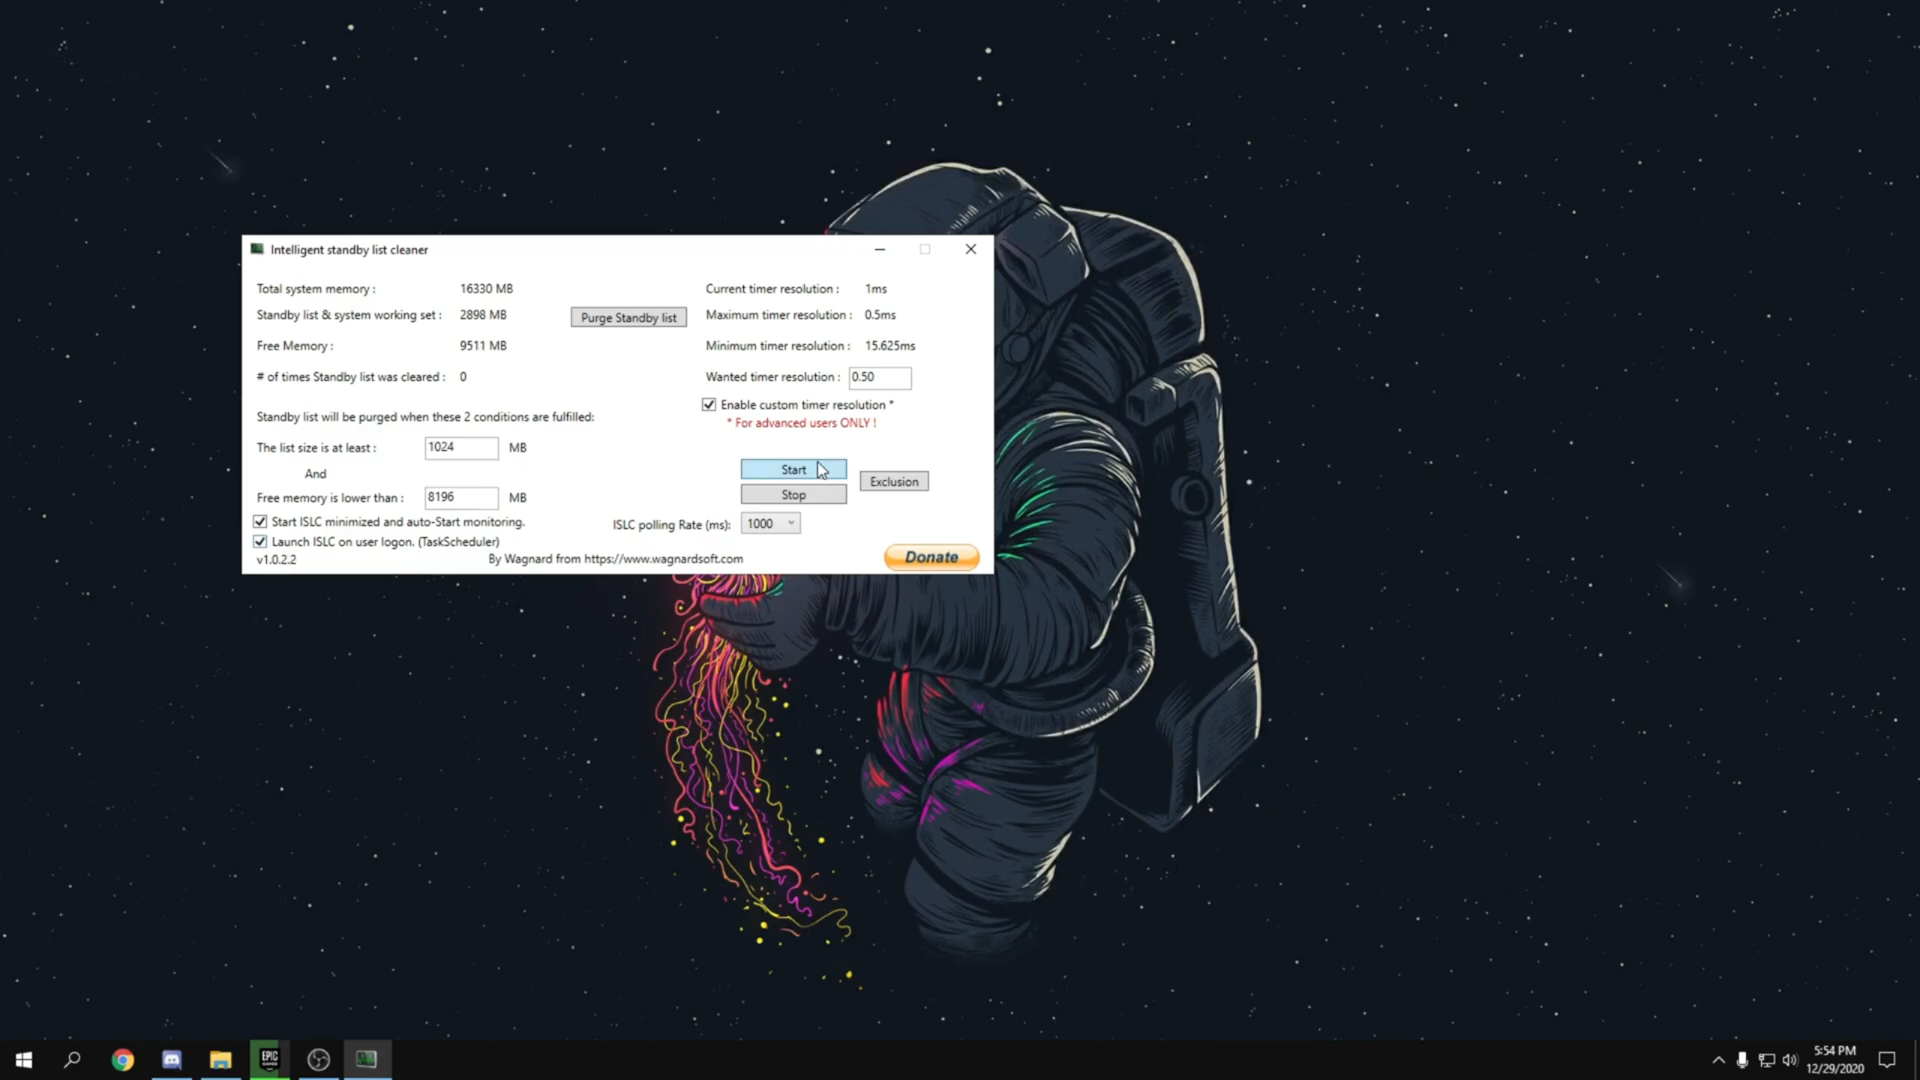 Intelligent standby list cleaner
Total system memory : 16330 MB
Standby list & system working set : 2898 MB
Purge Standby list
Free Memory : 9511 MB
# of times Standby list was cleared : 0
Standby list will be purged when these 2 conditions are fulfilled:
The list size is at least : 1024 MB
And
Free memory is lower than : 8196 MB
Start ISLC minimized and auto-Start monitoring.
Launch ISLC on user logon. (TaskScheduler)
v1.0.2.2
Current timer resolution : 1ms
Maximum timer resolution : 0.5ms
Minimum timer resolution : 15.625ms
Wanted timer resolution : 0.50
Enable custom timer resolution *
* For advanced users ONLY !
Start
Stop
Exclusion
ISLC polling Rate (ms): 1000
By Wagnard from https://www.wagnardsoft.com
Donate
EPIC
5:54 PM
12/29/2020